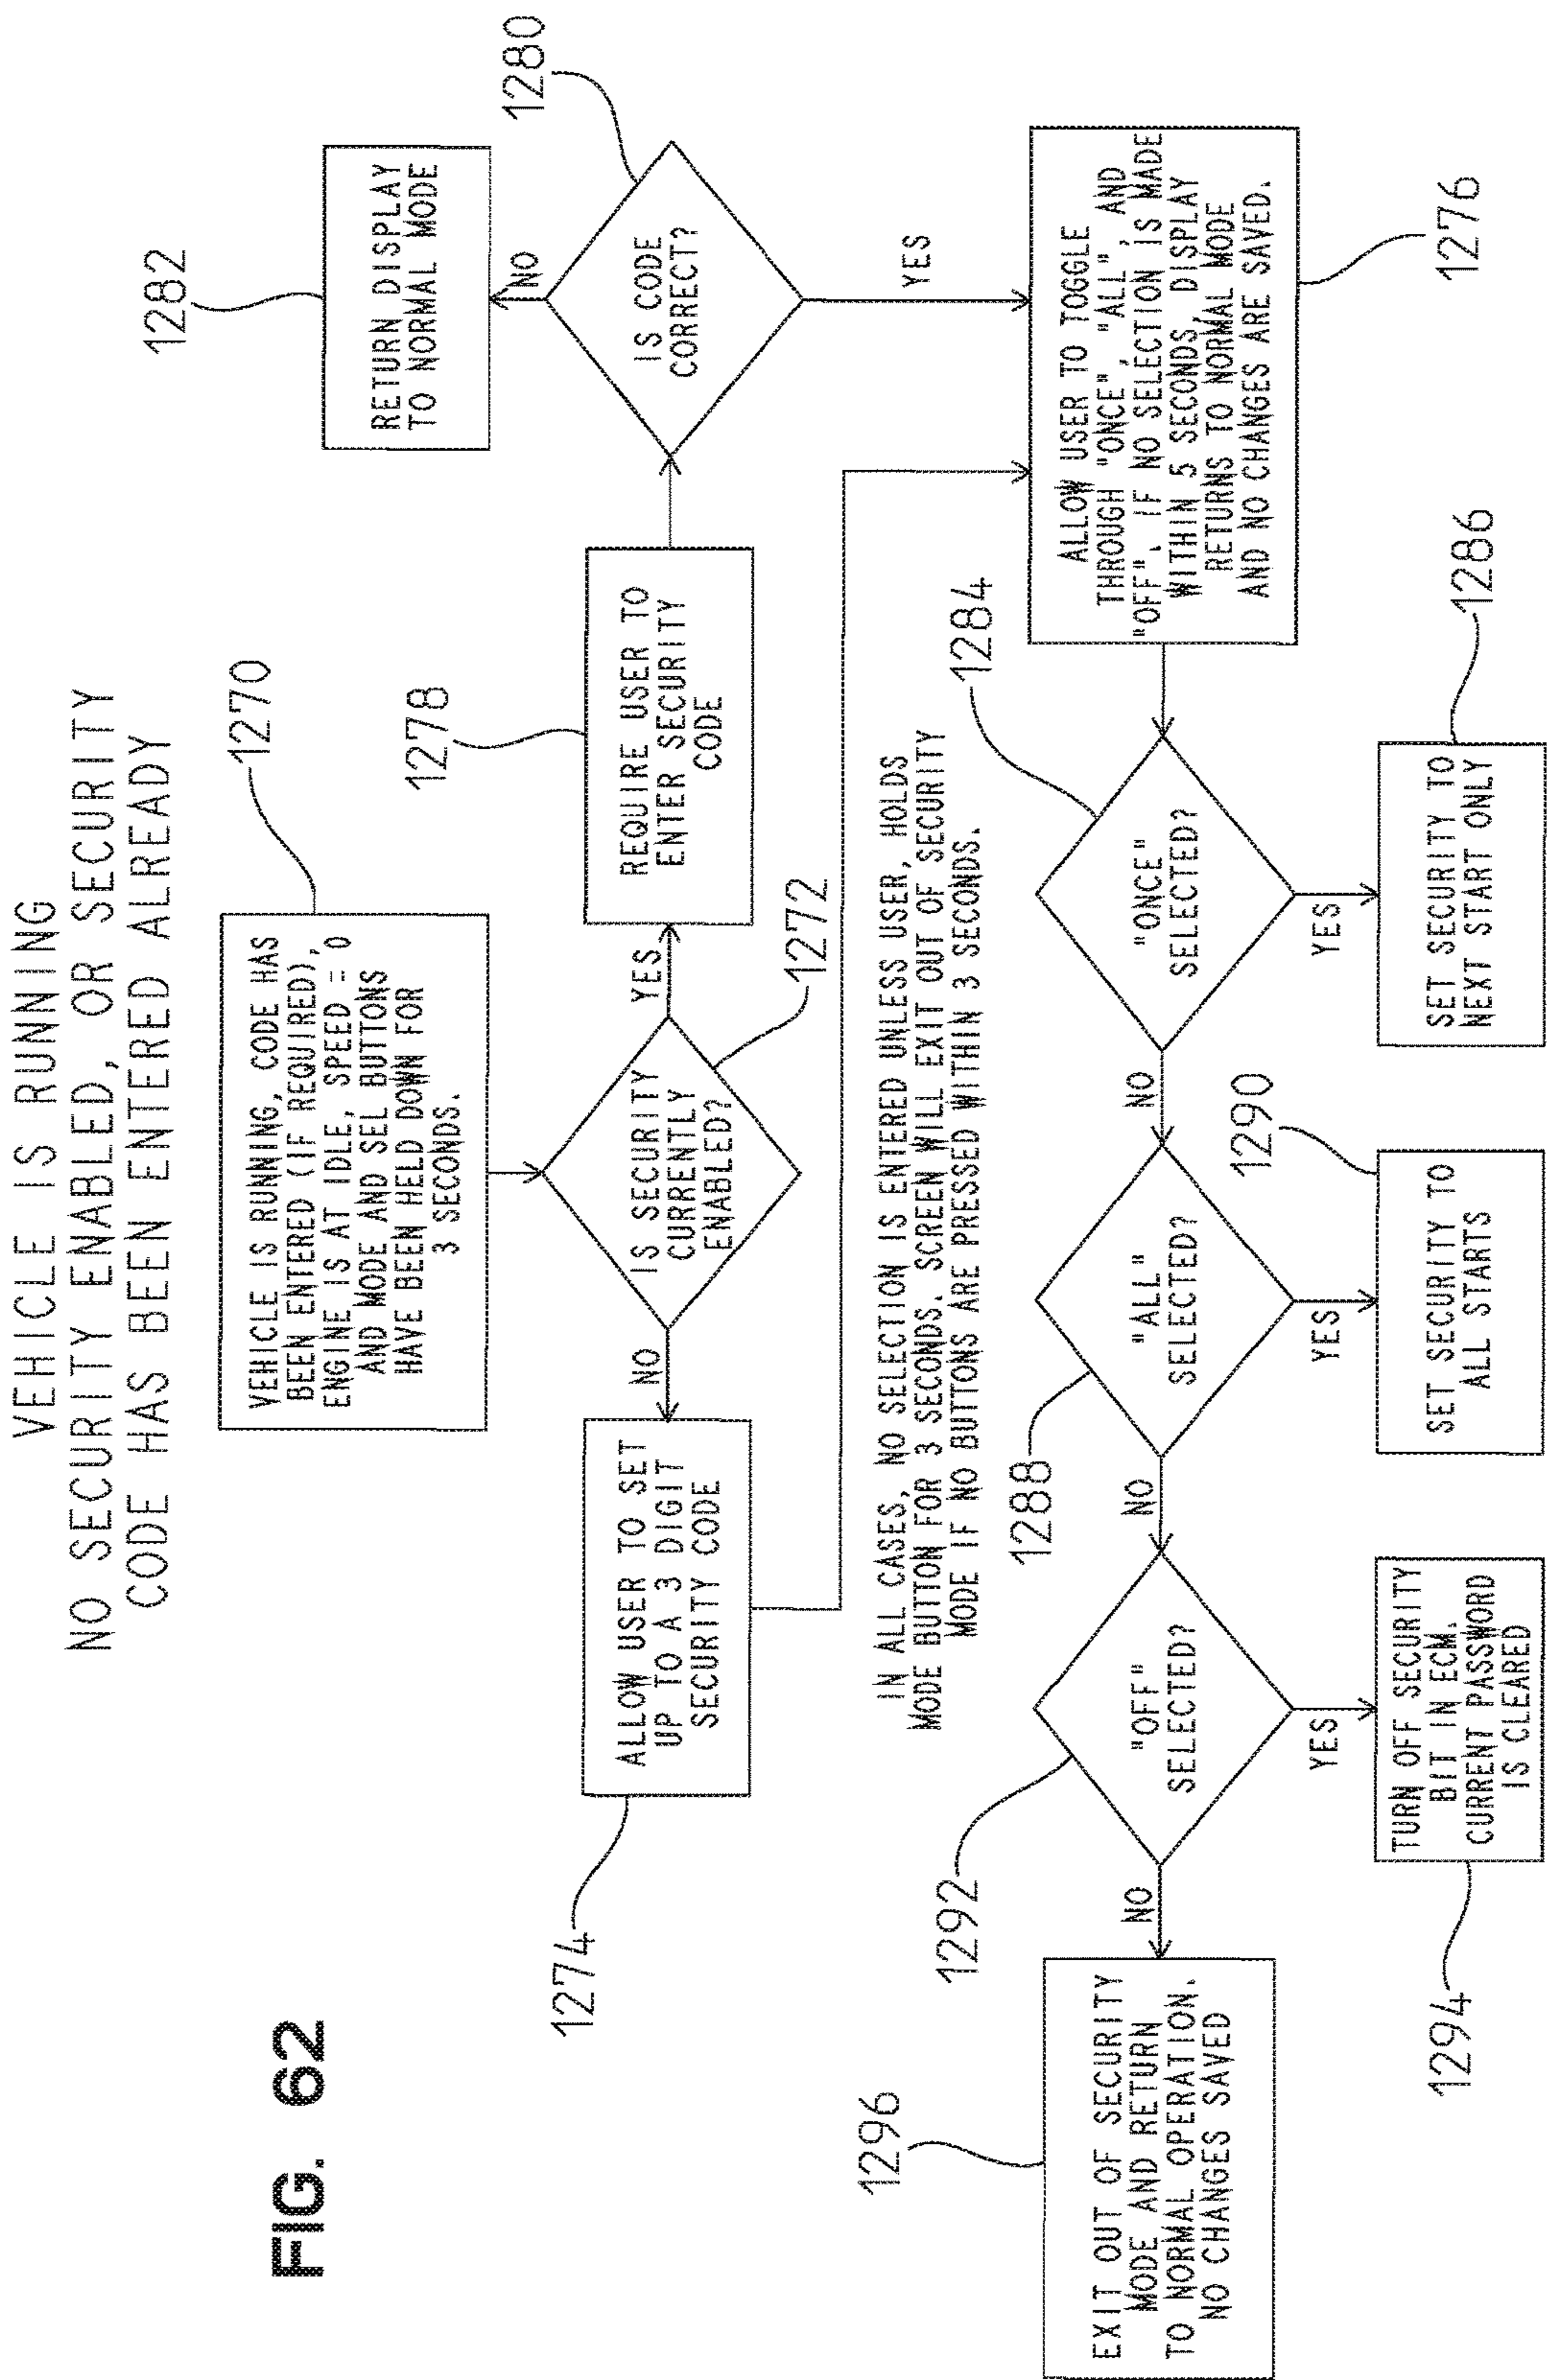 FIG. 62
VEHICLE IS RUNNING
NO SECURITY ENABLED, OR SECURITY
CODE HAS BEEN ENTERED ALREADY
1270
VEHICLE IS RUNNING, CODE HAS
BEEN ENTERED (IF REQUIRED),
ENGINE IS AT IDLE, SPEED = 0
AND MODE AND SEL BUTTONS
HAVE BEEN HELD DOWN FOR
3 SECONDS.
1272
IS SECURITY
CURRENTLY
ENABLED?
NO
YES
1274
ALLOW USER TO SET
UP TO A 3 DIGIT
SECURITY CODE
1278
REQUIRE USER TO
ENTER SECURITY
CODE
1280
IS CODE
CORRECT?
NO
YES
1282
RETURN DISPLAY
TO NORMAL MODE
1276
ALLOW USER TO TOGGLE
THROUGH "ONCE", "ALL", AND
"OFF". IF NO SELECTION IS MADE
WITHIN 5 SECONDS, DISPLAY
RETURNS TO NORMAL MODE
AND NO CHANGES ARE SAVED.
IN ALL CASES, NO SELECTION IS ENTERED UNLESS USER, HOLDS
MODE BUTTON FOR 3 SECONDS. SCREEN WILL EXIT OUT OF SECURITY
MODE IF NO BUTTONS ARE PRESSED WITHIN 3 SECONDS.
1284
"ONCE"
SELECTED?
NO
YES
1286
SET SECURITY TO
NEXT START ONLY
1288
"ALL"
SELECTED?
NO
YES
1290
SET SECURITY TO
ALL STARTS
1292
"OFF"
SELECTED?
NO
YES
1294
TURN OFF SECURITY
BIT IN ECM.
CURRENT PASSWORD
IS CLEARED
1296
EXIT OUT OF SECURITY
MODE AND RETURN
TO NORMAL OPERATION.
NO CHANGES SAVED